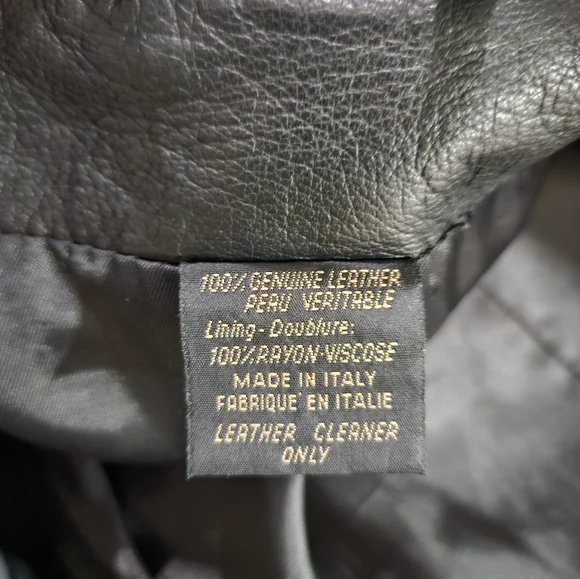 100% GENUINE LEATHER
PEAU VERITABLE
Lining-Doublure:
100% RAYON-VISCOSE
MADE IN ITALY
FABRIQUE' EN ITALIE
LEATHER CLEANER
ONLY